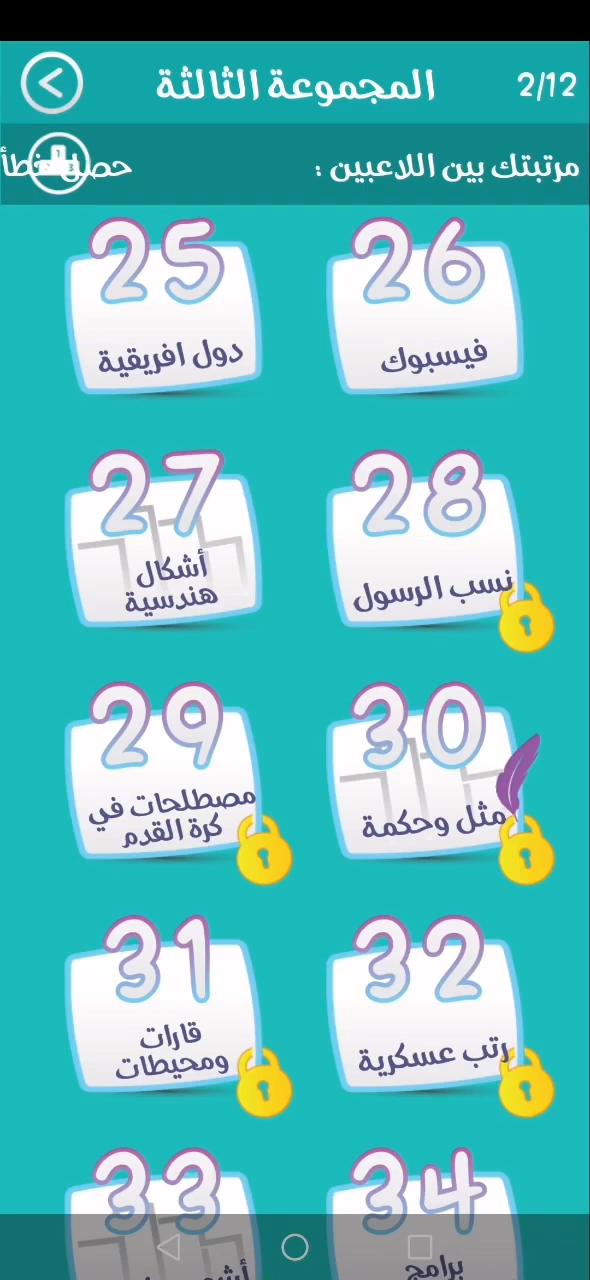 المجموعة الثالثة
2/12
مرتبتك بين اللاعبين :
25
دول افريقية
26
فيسبوك
27
أشكال
هندسية
28
نسب الرسول
29
مصطلحات في
كرة القدم
30
مثل وحكمة
31
قارات
ومحيطات
32
رتب عسكرية
33
34
برامج